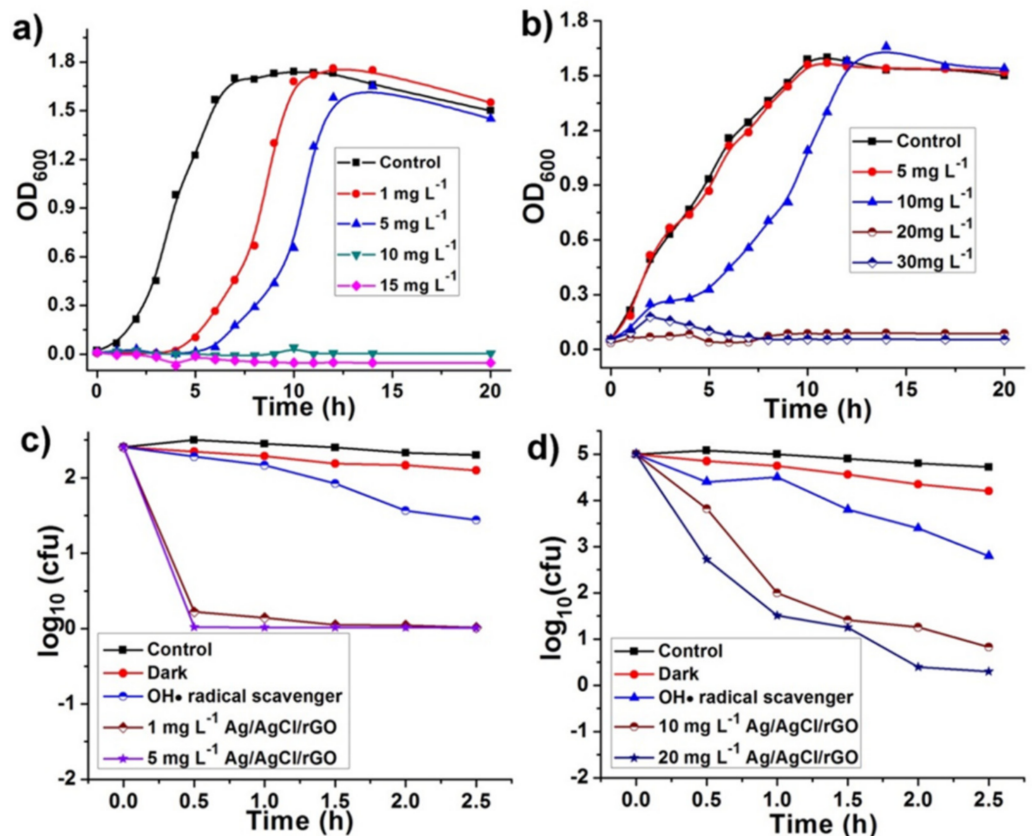 a)
1.8
1.5
1.2
0.9
0.6
0.3
0.0
OD600
0 5 10 15 20
Time (h)
Control
1 mg L-1
5 mg L-1
10 mg L-1
15 mg L-1
b)
1.8
1.5
1.2
0.9
0.6
0.3
0.0
OD600
0 5 10 15 20
Time (h)
Control
5 mg L-1
10mg L-1
20mg L-1
30mg L-1
c)
2
1
0
-1
-2
log10 (cfu)
0.0 0.5 1.0 1.5 2.0 2.5
Time (h)
Control
Dark
OH• radical scavenger
1 mg L-1 Ag/AgCl/rGO
5 mg L-1 Ag/AgCl/rGO
d)
5
4
3
2
1
0
-1
-2
log10(cfu)
0.0 0.5 1.0 1.5 2.0 2.5
Time (h)
Control
Dark
OH• radical scavenger
10 mg L-1 Ag/AgCl/rGO
20 mg L-1 Ag/AgCl/rGO